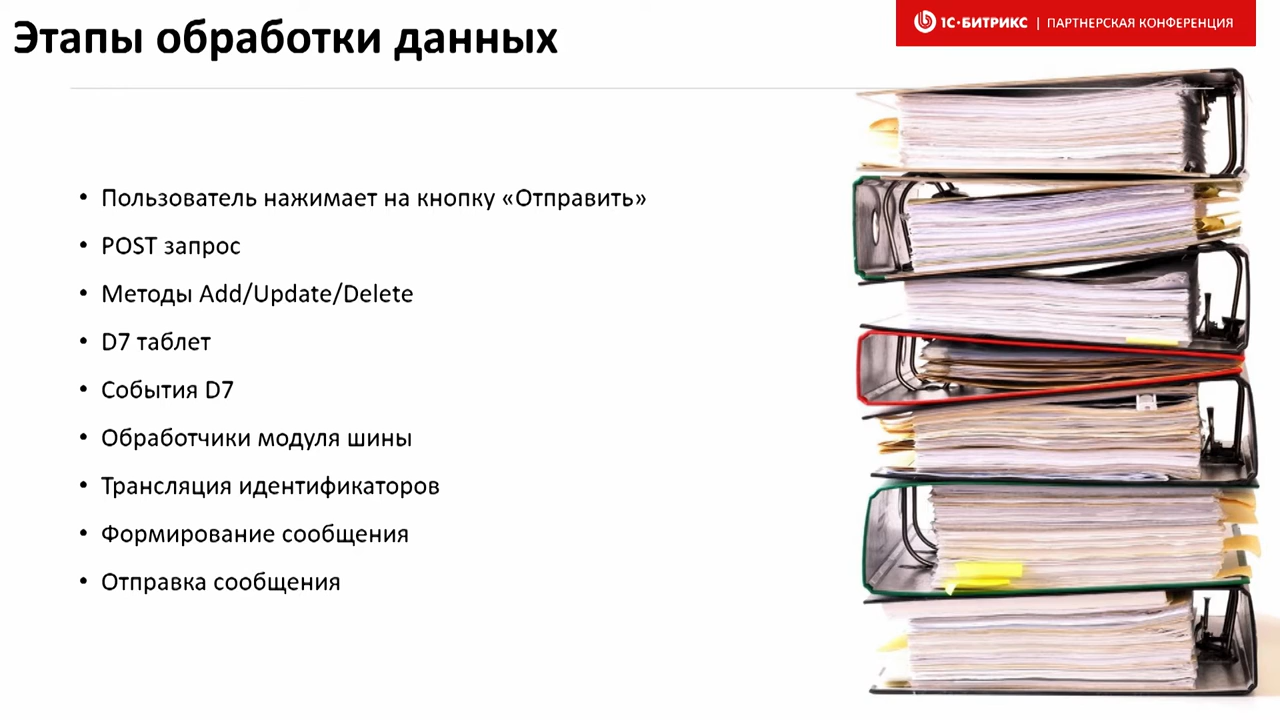 Этапы обработки данных
1С·БИТРИКС | ПАРТНЕРСКАЯ КОНФЕРЕНЦИЯ
• Пользователь нажимает на кнопку «Отправить»
• POST запрос
• Методы Add/Update/Delete
• D7 таблет
• События D7
• Обработчики модуля шины
• Трансляция идентификаторов
• Формирование сообщения
• Отправка сообщения